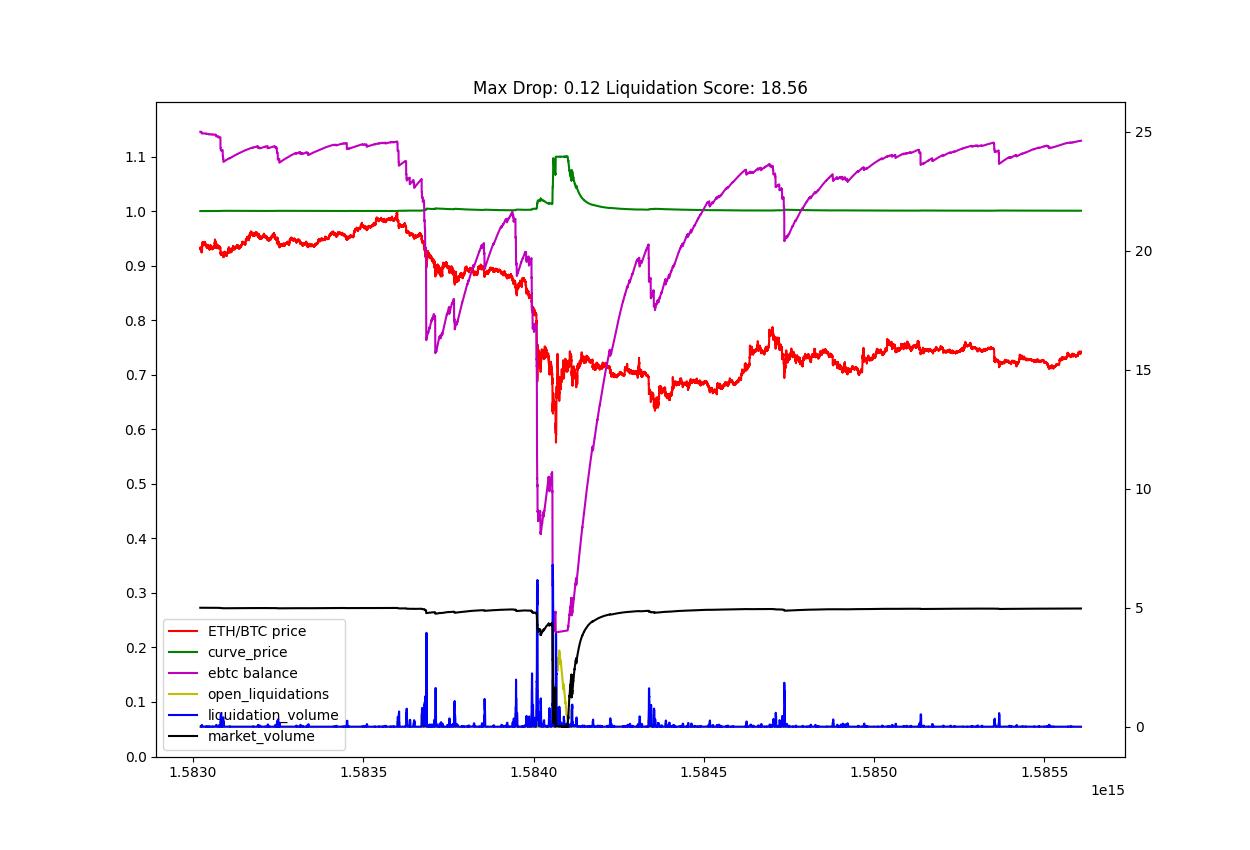 Max Drop: 0.12 Liquidation Score: 18.56
1.1
1.0
0.9
0.8
0.7
0.6
0.5
0.4
0.3
0.2
0.1
0.0
25
20
15
10
5
0
ETH/BTC price
curve_price
ebtc balance
open_liquidations
liquidation_volume
market_volume
1.5830 1.5835 1.5840 1.5845 1.5850 1.5855
1e15